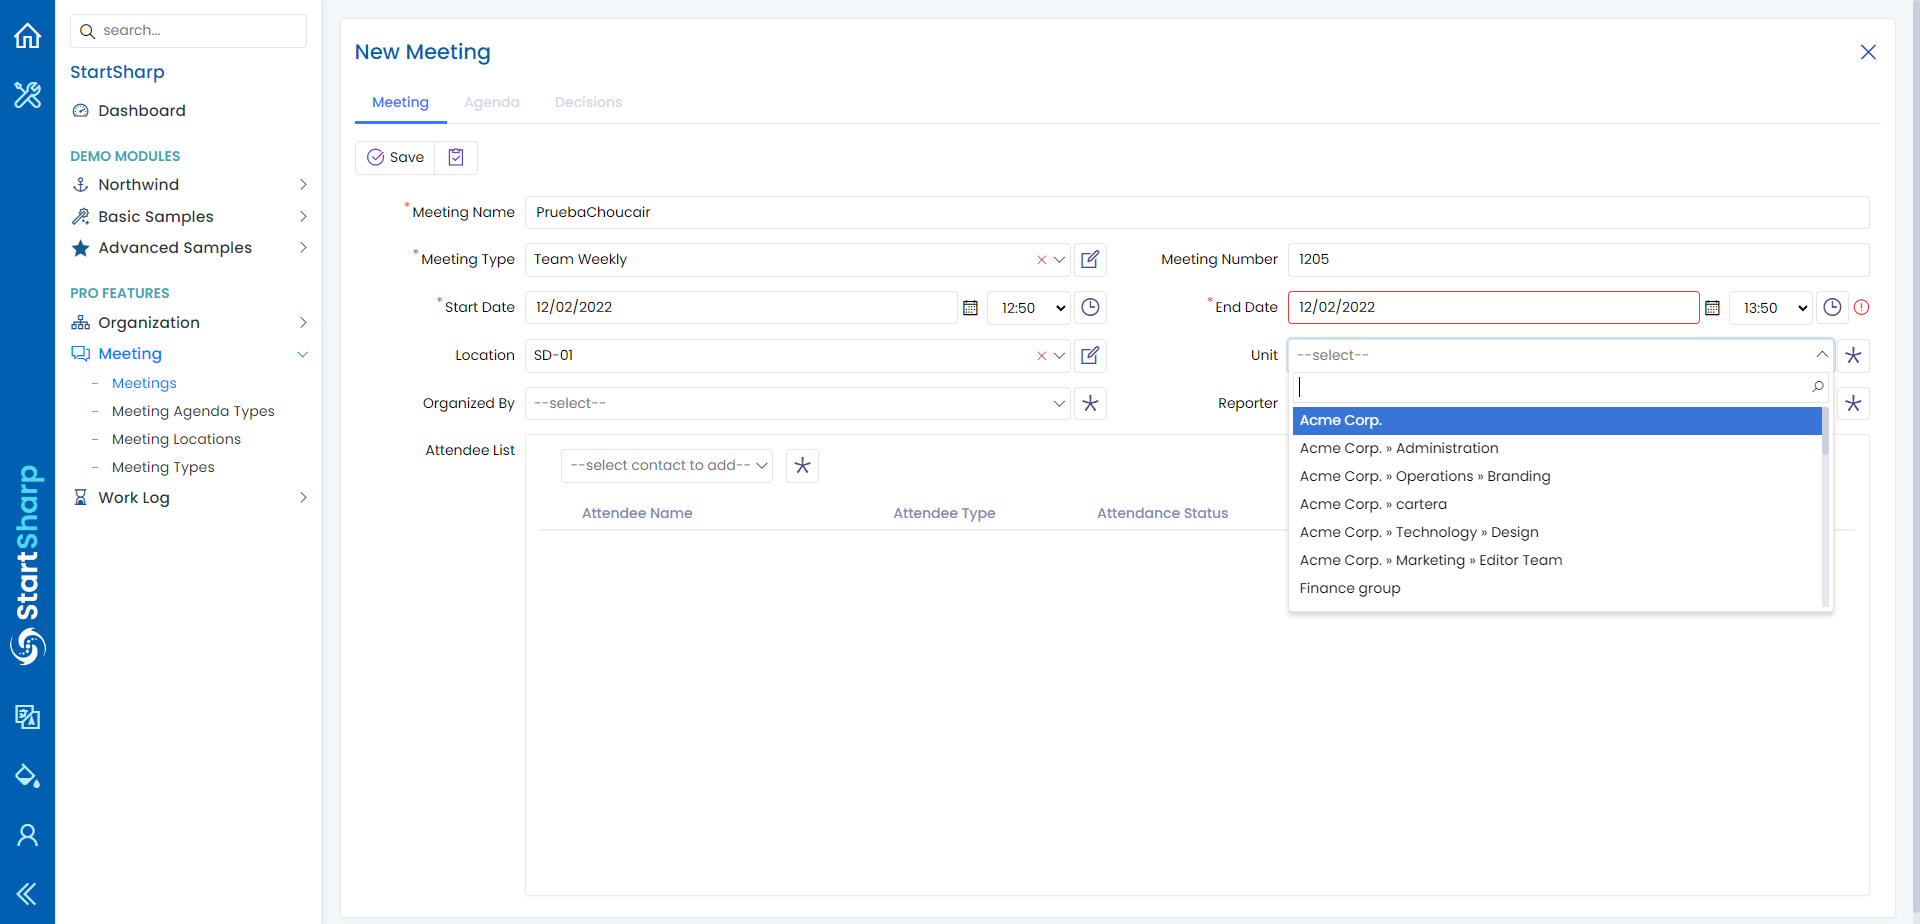 search...
StartSharp
Dashboard
DEMO MODULES
Northwind
Basic Samples
Advanced Samples
PRO FEATURES
Organization
Meeting
- Meetings
- Meeting Agenda Types
- Meeting Locations
- Meeting Types
Work Log
StartSharp
New Meeting
Meeting Agenda Decisions
Save
*Meeting Name PruebaChoucair
*Meeting Type Team Weekly Meeting Number 1205
*Start Date 12/02/2022 12:50 *End Date 12/02/2022 13:50
Location SD-01 Unit --select--
Organized By --select-- Reporter
Acme Corp.
Acme Corp. » Administration
Acme Corp. » Operations » Branding
Acme Corp. » cartera
Acme Corp. » Technology » Design
Acme Corp. » Marketing » Editor Team
Finance group
Attendee List --select contact to add--
Attendee Name Attendee Type Attendance Status